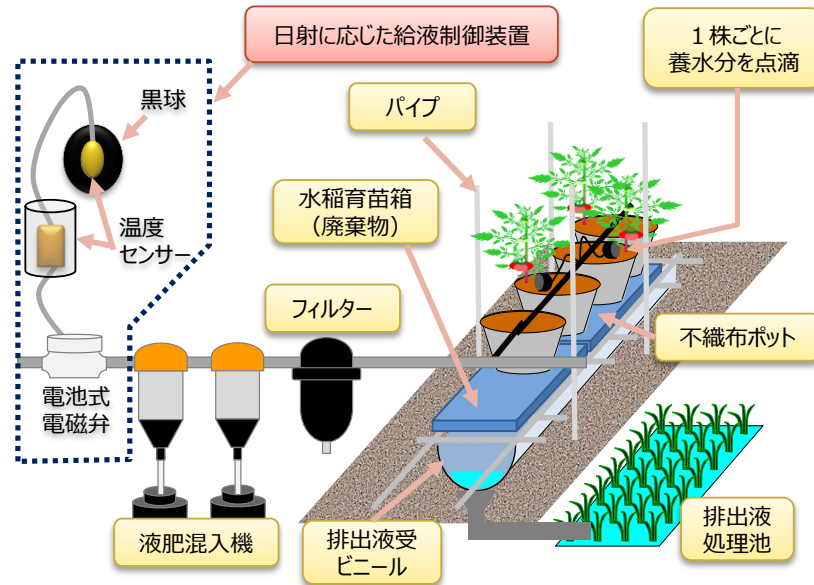 日射に応じた給液制御装置
１株ごとに
養水分を点滴
黒球
パイプ
水稲育苗箱
（廃棄物）
温度
センサー
フィルター
不織布ポット
電池式
電磁弁
液肥混入機
排出液受
ビニール
排出液
処理池